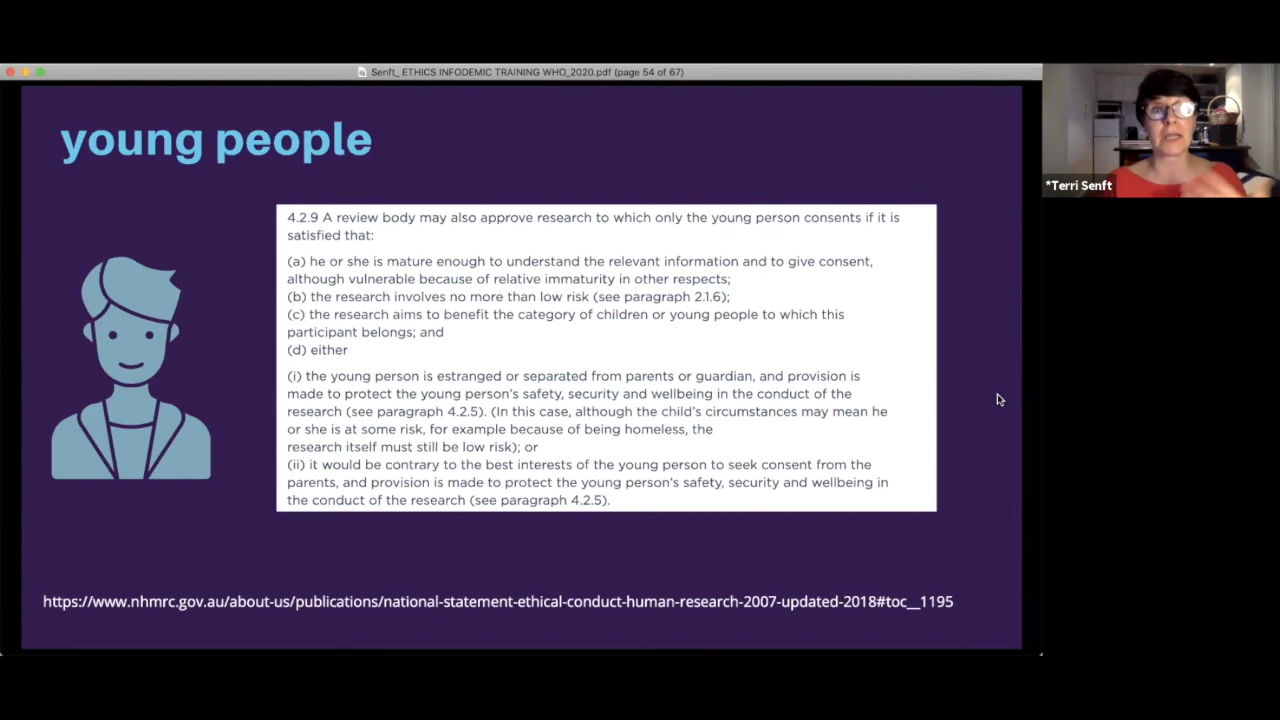 Senft_ ETHICS INFODEMIC TRAINING WHO_2020.pdf (page 54 of 67)
young people
*Terri Senft
4.2.9 A review body may also approve research to which only the young person consents if it is
satisfied that:
(a) he or she is mature enough to understand the relevant information and to give consent,
although vulnerable because of relative immaturity in other respects;
(b) the research involves no more than low risk (see paragraph 2.1.6);
(c) the research aims to benefit the category of children or young people to which this
participant belongs; and
(d) either
(i) the young person is estranged or separated from parents or guardian, and provision is
made to protect the young person's safety, security and wellbeing in the conduct of the
research (see paragraph 4.2.5). (In this case, although the child's circumstances may mean he
or she is at some risk, for example because of being homeless, the
research itself must still be low risk); or
(ii) it would be contrary to the best interests of the young person to seek consent from the
parents, and provision is made to protect the young person's safety, security and wellbeing in
the conduct of the research (see paragraph 4.2.5).
https://www.nhmrc.gov.au/about-us/publications/national-statement-ethical-conduct-human-research-2007-updated-2018#toc__1195